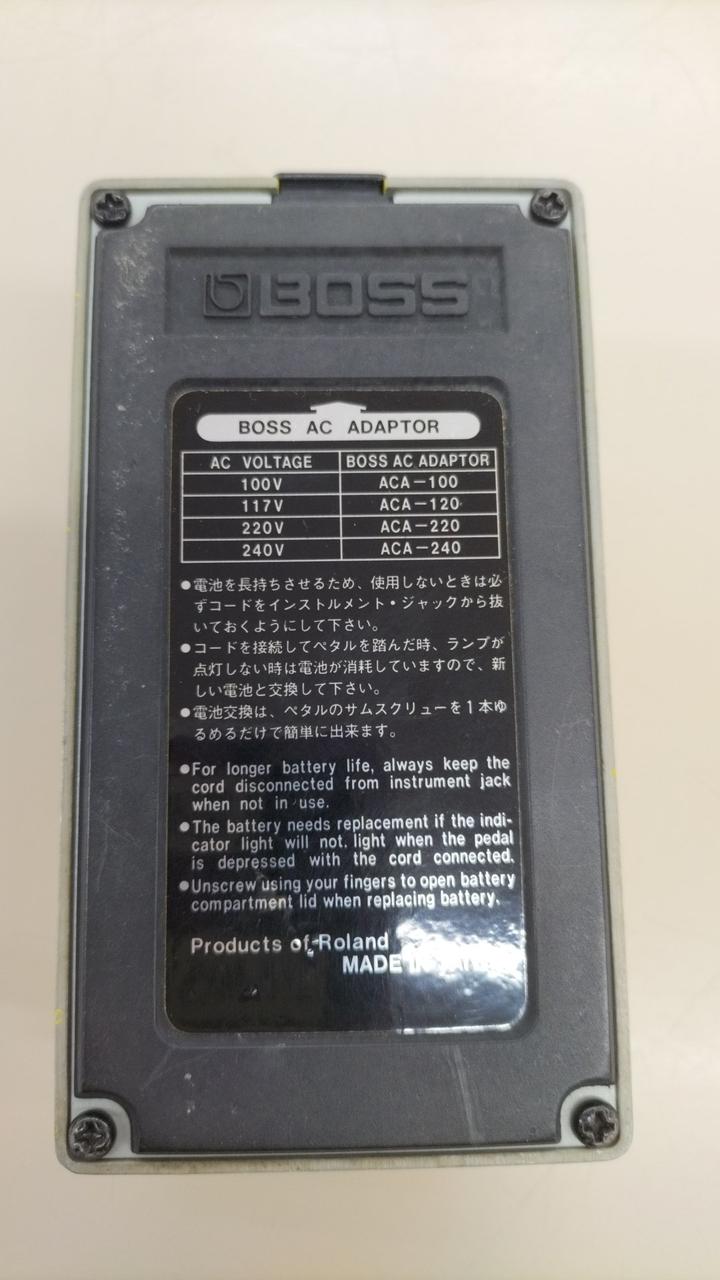 BOSS
BOSS AC ADAPTOR
AC VOLTAGE BOSS AC ADAPTOR
100V ACA-100
117V ACA-120
220V ACA-220
240V ACA-240
●電池を長持ちさせるため、使用しないときは必
ずコードをインストルメント・ジャックから抜
いておくようにして下さい。
●コードを接続してペタルを踏んだ時、ランプが
点灯しない時は電池が消耗していますので、新
しい電池と交換して下さい。
●電池交換は、ペタルのサムスクリューを1本ゆ
るめるだけで簡単に出来ます。
●For longer battery life, always keep the
cord disconnected from instrument jack
when not in use.
●The battery needs replacement if the indi-
cator light will not light when the pedal
is depressed with the cord connected.
●Unscrew using your fingers to open battery
compartment lid when replacing battery.
Products of Roland
MADE